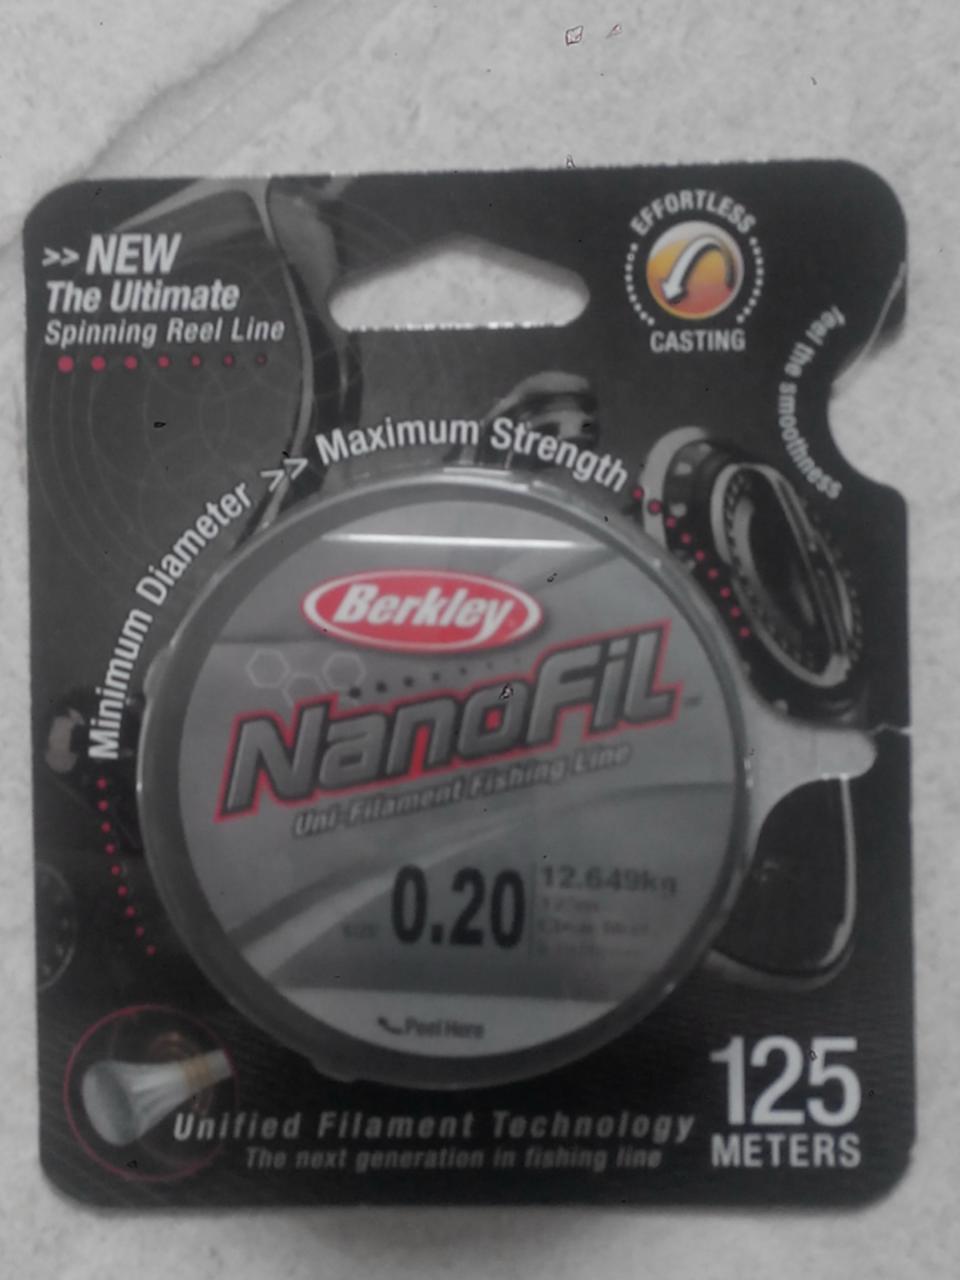 >> NEW
The Ultimate
Spinning Reel Line
EFFORTLESS
CASTING
feel the smoothness
Minimum Diameter >> Maximum Strength
Berkley
NanoFil
Uni-Filament Fishing Line
SIZE 0.20
12.649kg
Peel Here
125
METERS
Unified Filament Technology
The next generation in fishing line